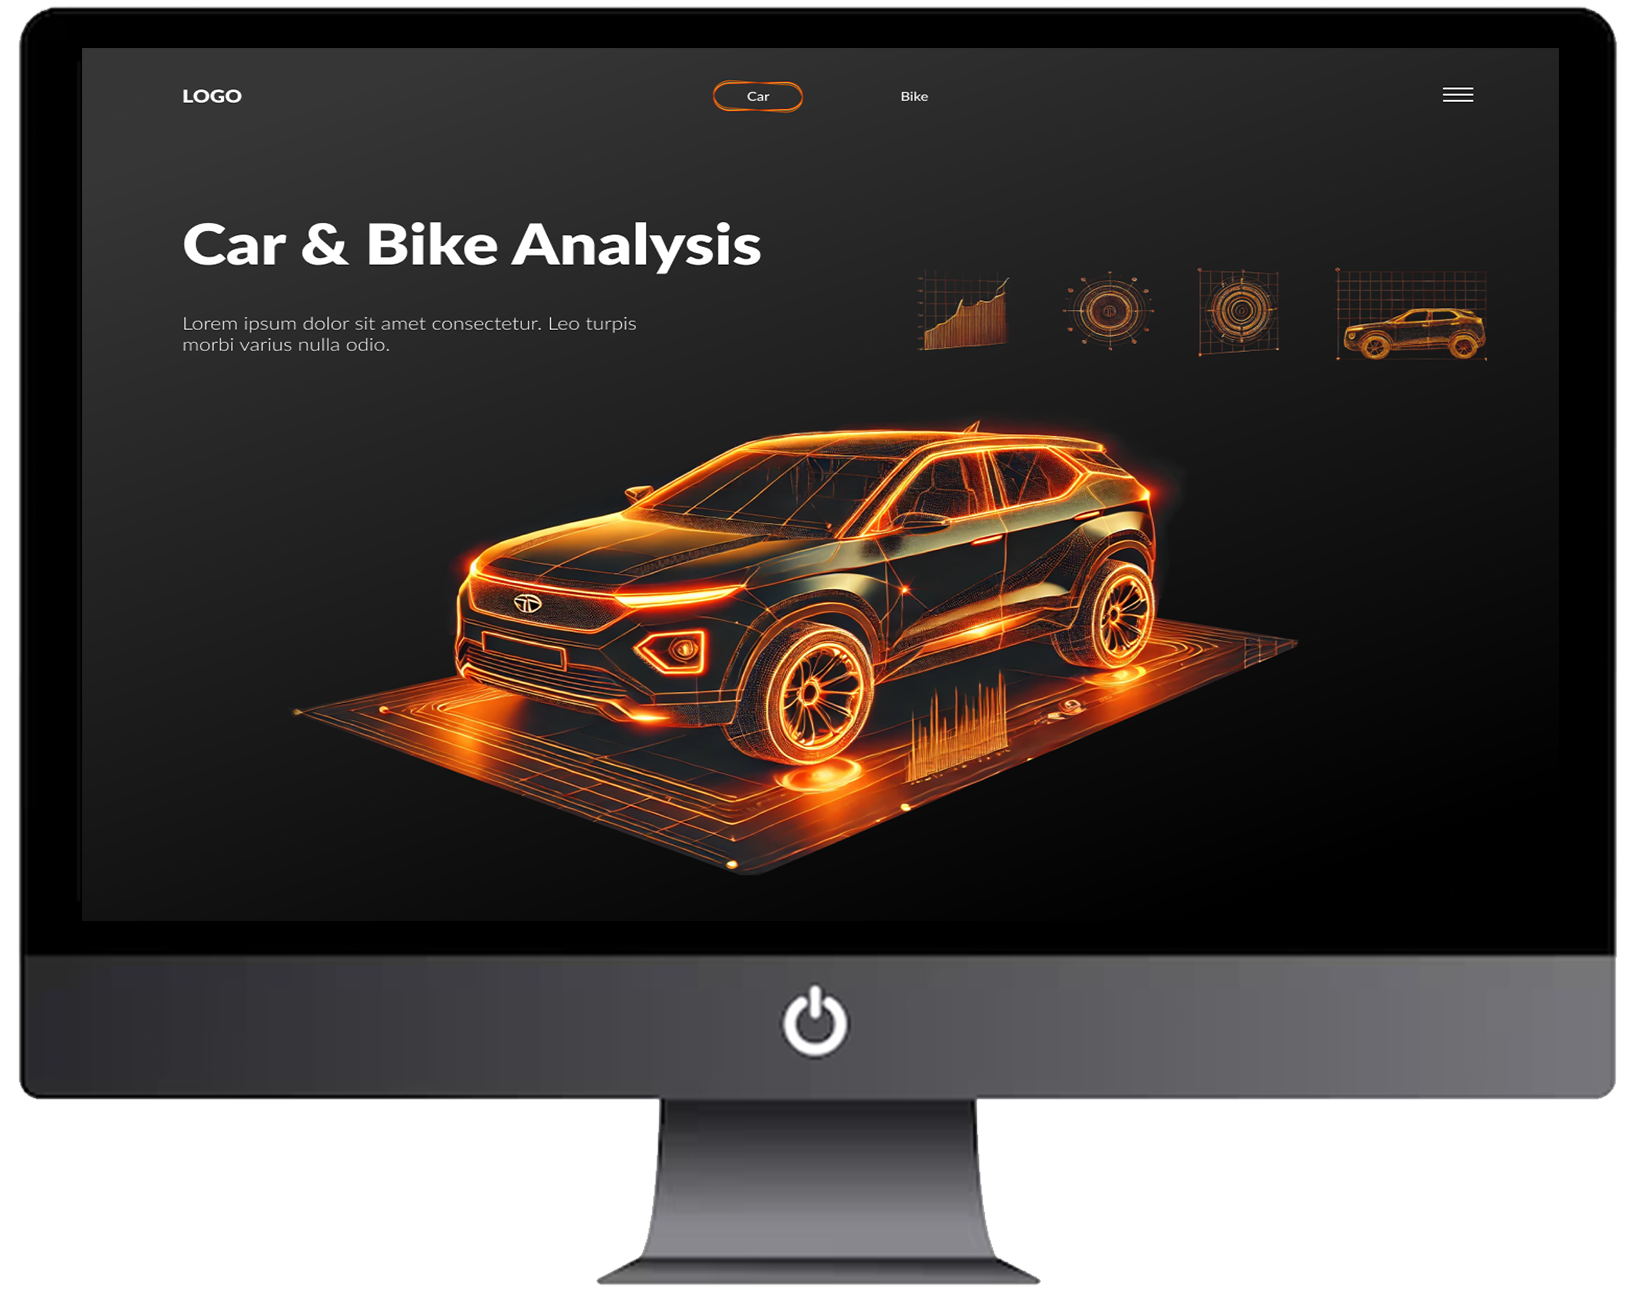 LOGO
Car
Bike
Car & Bike Analysis
Lorem ipsum dolor sit amet consectetur. Leo turpis
morbi varius nulla odio.